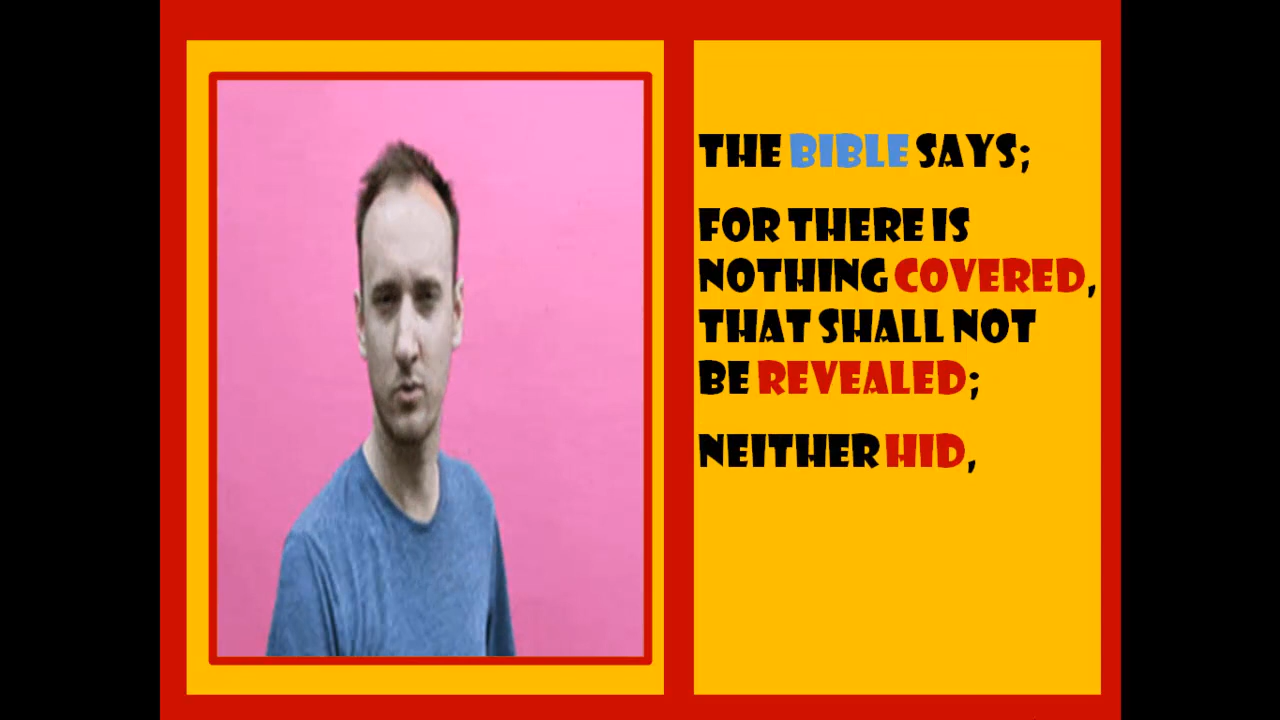 THE BIBLE SAYS;
FOR THERE IS
NOTHING COVERED,
THAT SHALL NOT
BE REVEALED;
NEITHER HID,